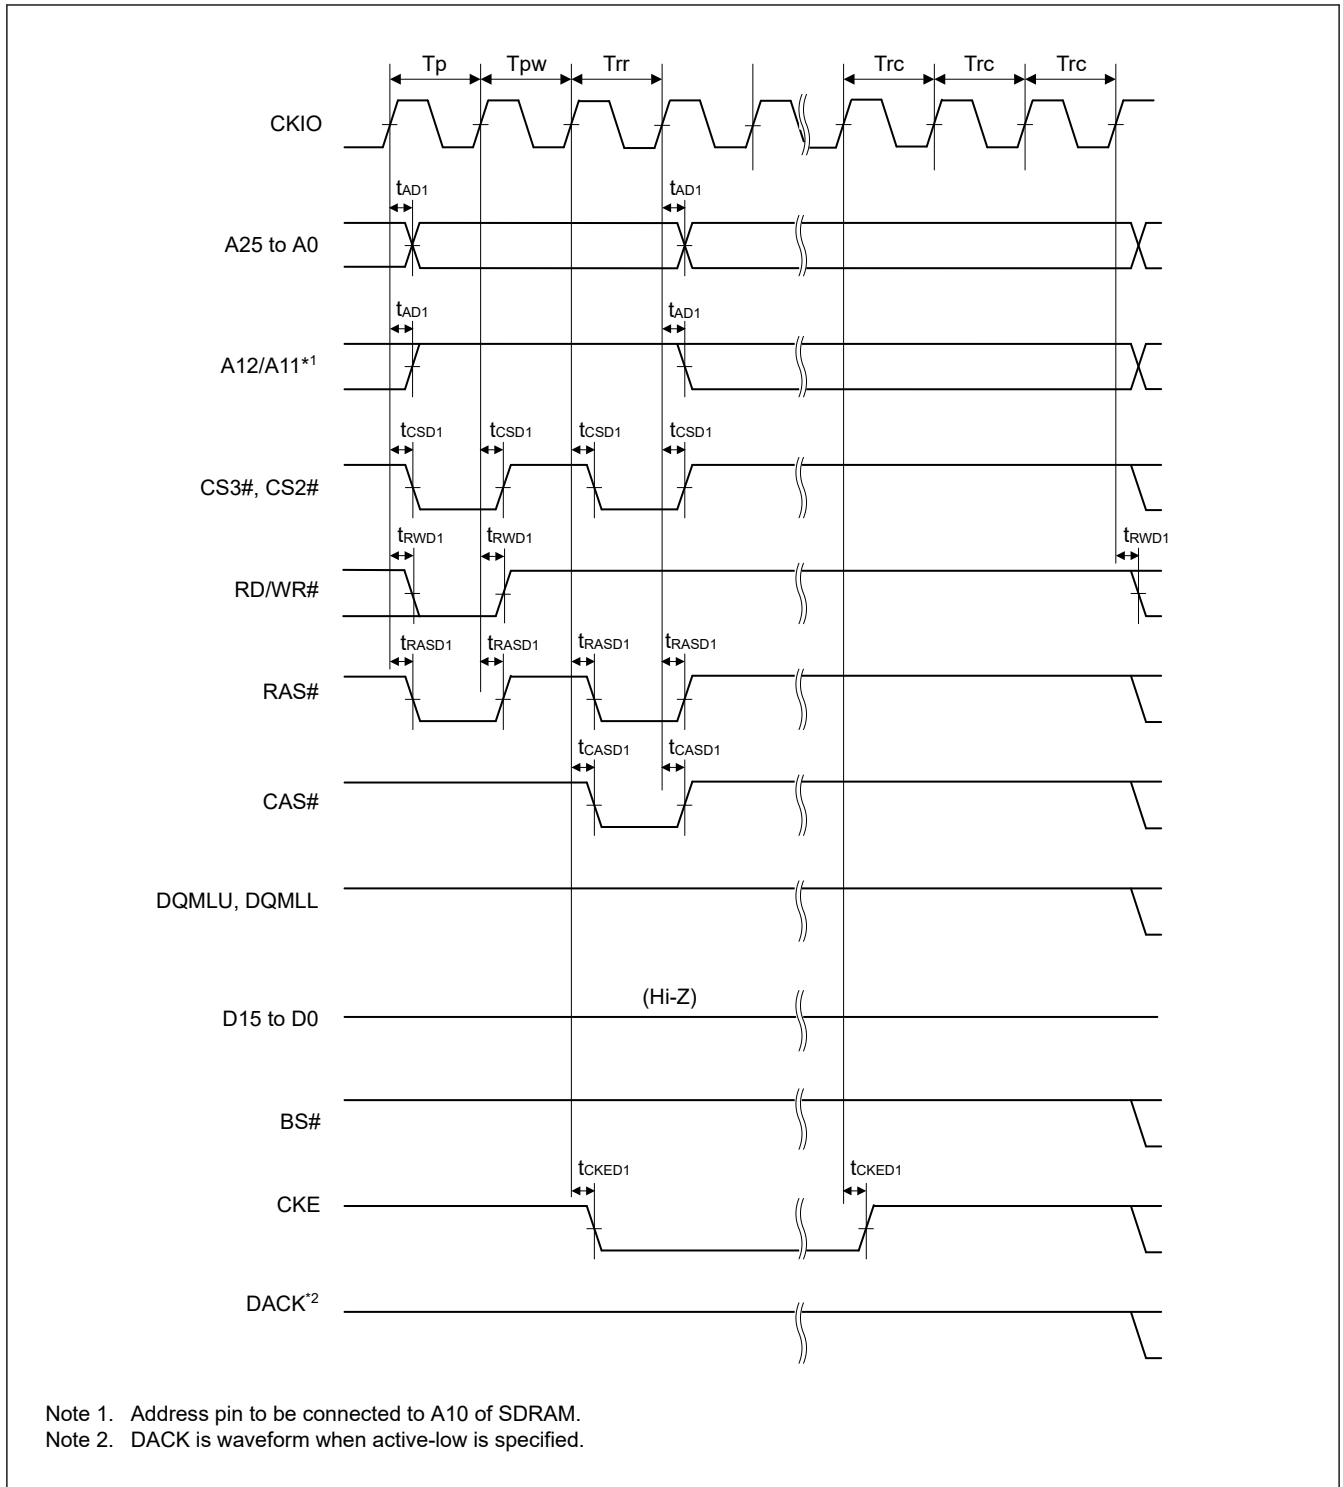 Tp Tpw Trr Trc Trc Trc
CKIO
tAD1 tAD1
A25 to A0
tAD1 tAD1
A12/A11*1
tCSD1 tCSD1 tCSD1 tCSD1
CS3#, CS2#
tRWD1 tRWD1 tRWD1
RD/WR#
tRASD1 tRASD1 tRASD1 tRASD1
RAS#
tCASD1 tCASD1
CAS#
DQMLU, DQMLL
(Hi-Z)
D15 to D0
BS#
tCKED1 tCKED1
CKE
DACK*2
Note 1. Address pin to be connected to A10 of SDRAM.
Note 2. DACK is waveform when active-low is specified.